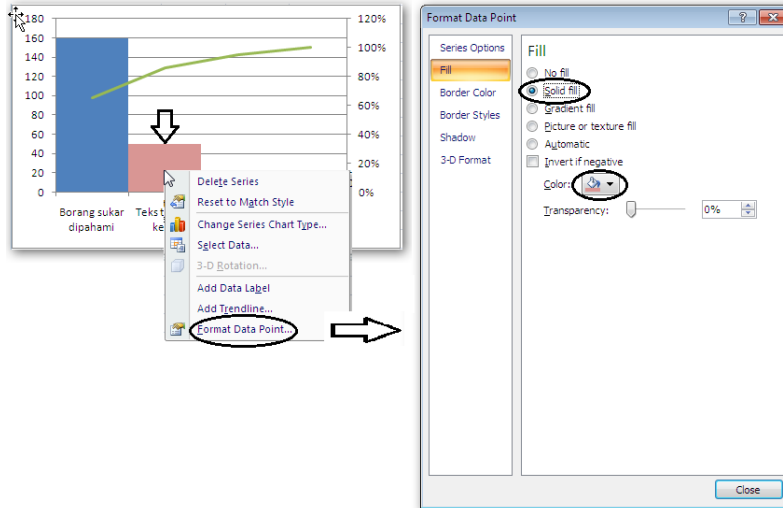 180
160
140
120
100
80
60
40
20
0
120%
100%
80%
60%
40%
20%
0%
Borang sukar
dipahami
Teks t
ke
Delete Series
Reset to Match Style
Change Series Chart Type...
Select Data...
3-D Rotation...
Add Data Label
Add Trendline...
Format Data Point...
Format Data Point
Series Options
Fill
Border Color
Border Styles
Shadow
3-D Format
Fill
No fill
Solid fill
Gradient fill
Picture or texture fill
Automatic
Invert if negative
Color:
Transparency:
0%
Close